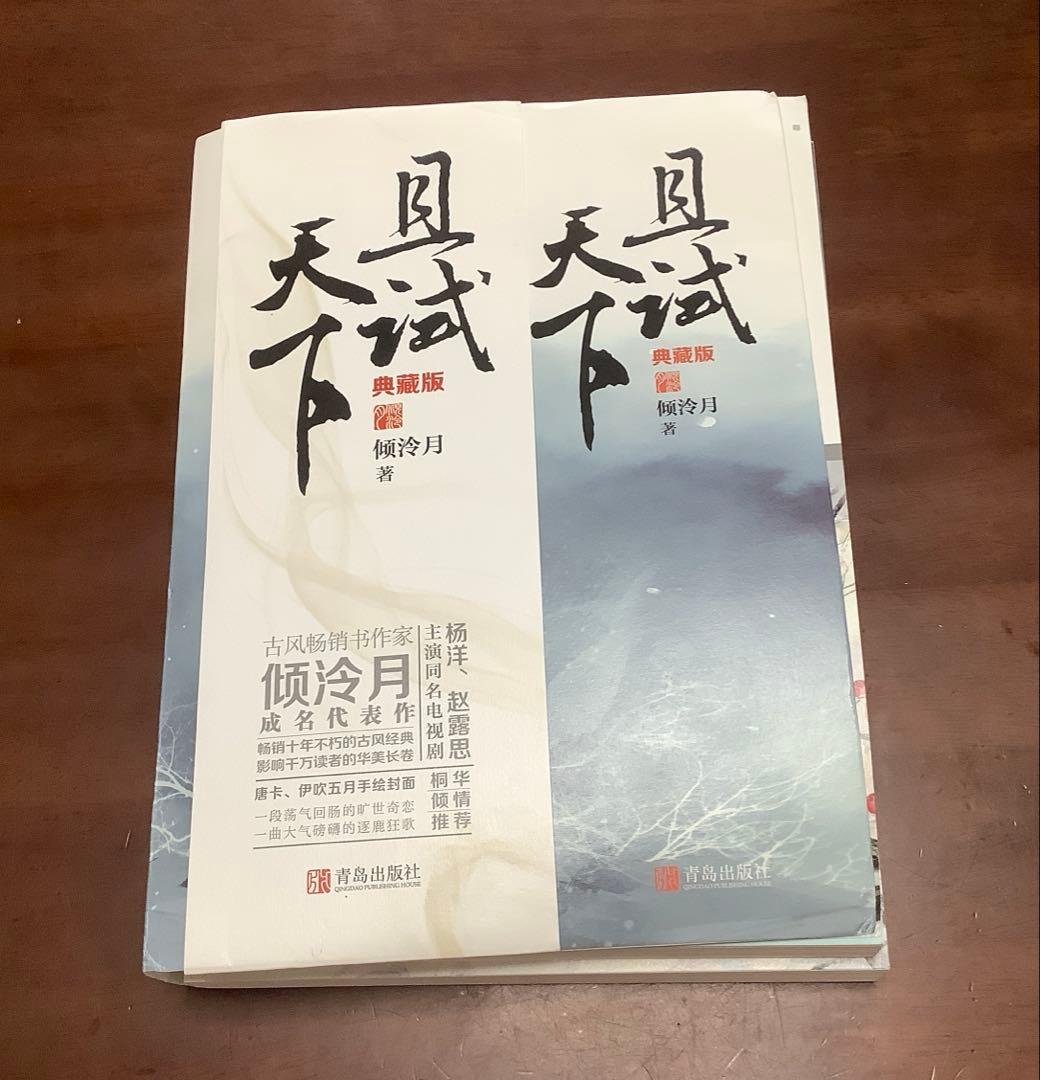 且试
天下
典藏版
倾泠月
著
古风畅销书作家
倾泠月
成名代表作
畅销十年不朽的古风经典
影响千万读者的华美长卷
唐卡、伊吹五月手绘封面
一段荡气回肠的旷世奇恋
一曲大气磅礴的逐鹿狂歌
杨洋、赵露思
主演同名电视剧
桐华
倾情
推荐
青岛出版社
QINGDAO PUBLISHING HOUSE
且试
天下
典藏版
倾泠月
著
青岛出版社
QINGDAO PUBLISHING HOUSE